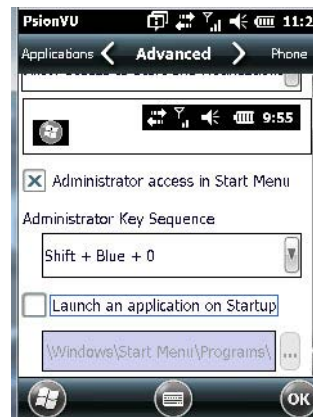 PsionVU 11:2
Applications Advanced Phone
9:55
Administrator access in Start Menu
Administrator Key Sequence
Shift + Blue + 0
Launch an application on Startup
\Windows\Start Menu\Programs\ ...
OK